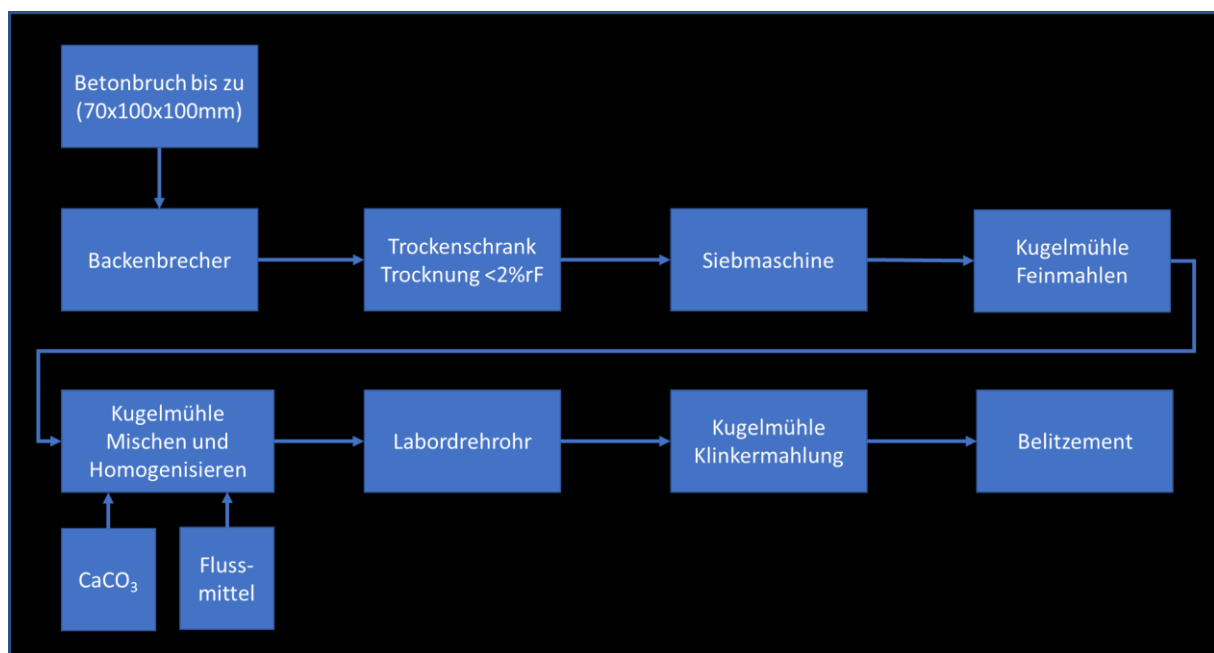 Betonbruch bis zu
(70x100x100mm)
Backenbrecher
Trockenschrank
Trocknung <2%rF
Siebmaschine
Kugelmühle
Feinmahlen
Kugelmühle
Mischen und
Homogenisieren
Labordrehrohr
Kugelmühle
Klinkermahlung
Belitzement
CaCO₃
Fluss-
mittel